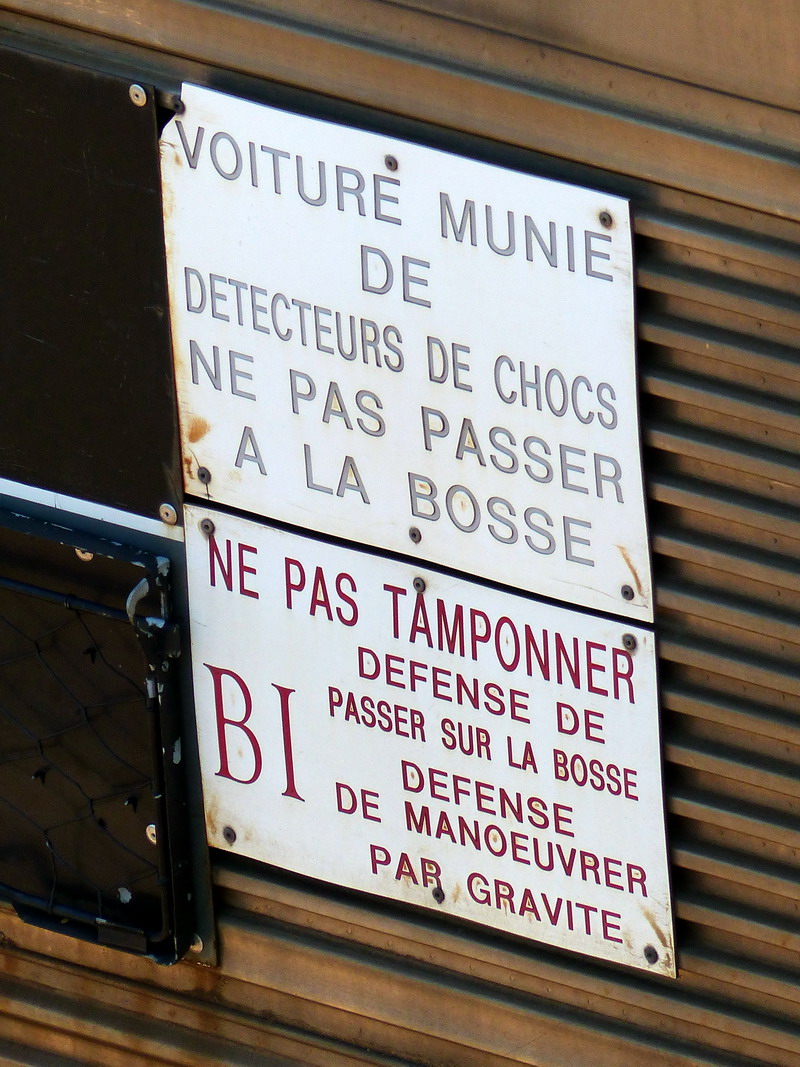 VOITURE MUNIE
DE
DETECTEURS DE CHOCS
NE PAS PASSER
A LA BOSSE
NE PAS TAMPONNER
BI
DEFENSE DE
PASSER SUR LA BOSSE
DEFENSE
DE MANOEUVRER
PAR GRAVITE